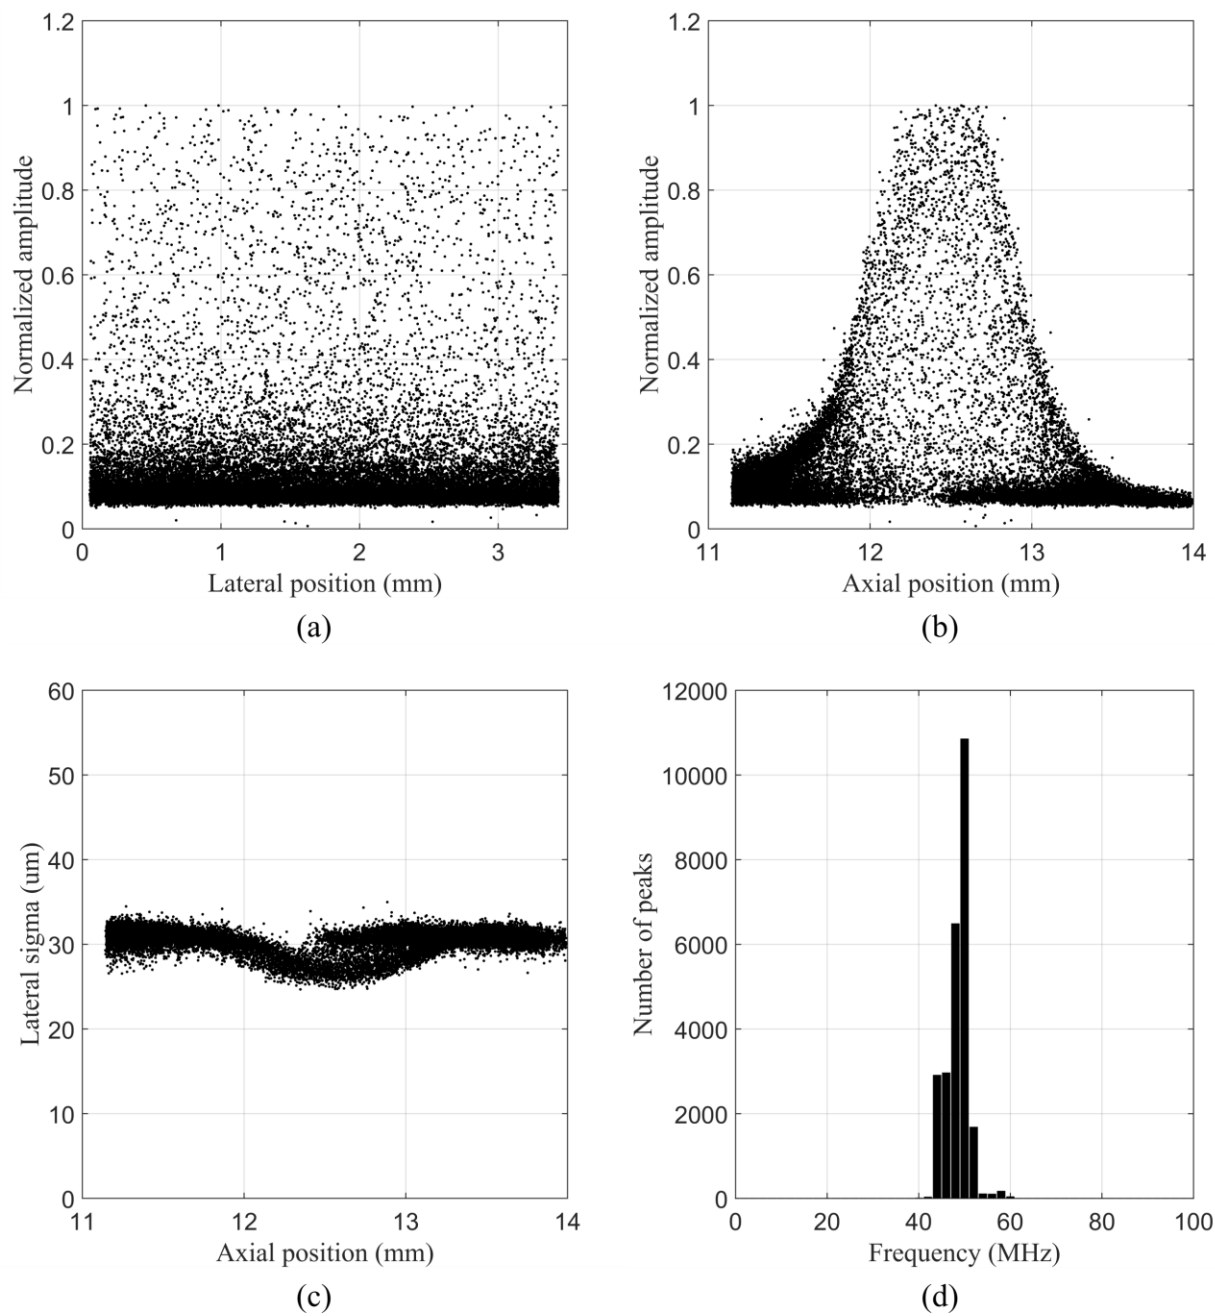 1.2
1
0.8
0.6
0.4
0.2
0
Normalized amplitude
0 1 2 3
Lateral position (mm)
(a)
1.2
1
0.8
0.6
0.4
0.2
0
Normalized amplitude
11 12 13 14
Axial position (mm)
(b)
60
50
40
30
20
10
0
Lateral sigma (um)
11 12 13 14
Axial position (mm)
(c)
12000
10000
8000
6000
4000
2000
0
Number of peaks
0 20 40 60 80 100
Frequency (MHz)
(d)